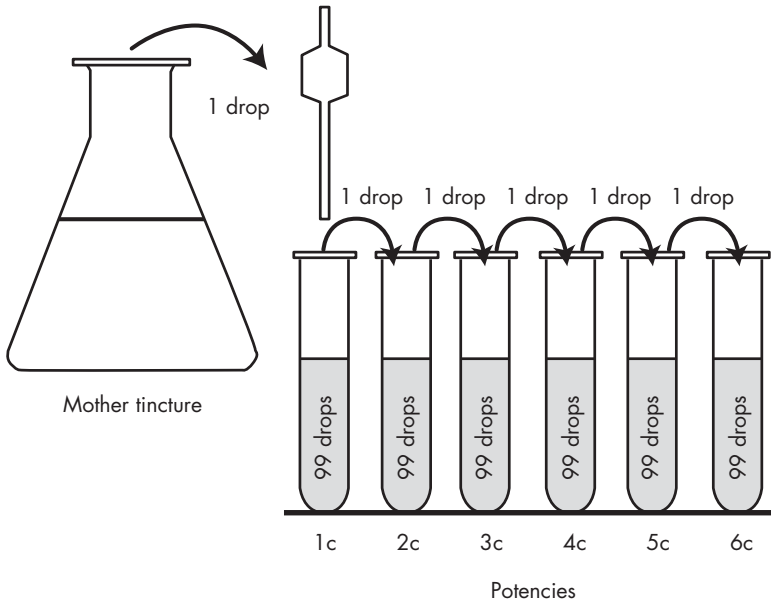 1 drop
1 drop 1 drop 1 drop 1 drop 1 drop
Mother tincture
99 drops 99 drops 99 drops 99 drops 99 drops 99 drops
1c 2c 3c 4c 5c 6c
Potencies